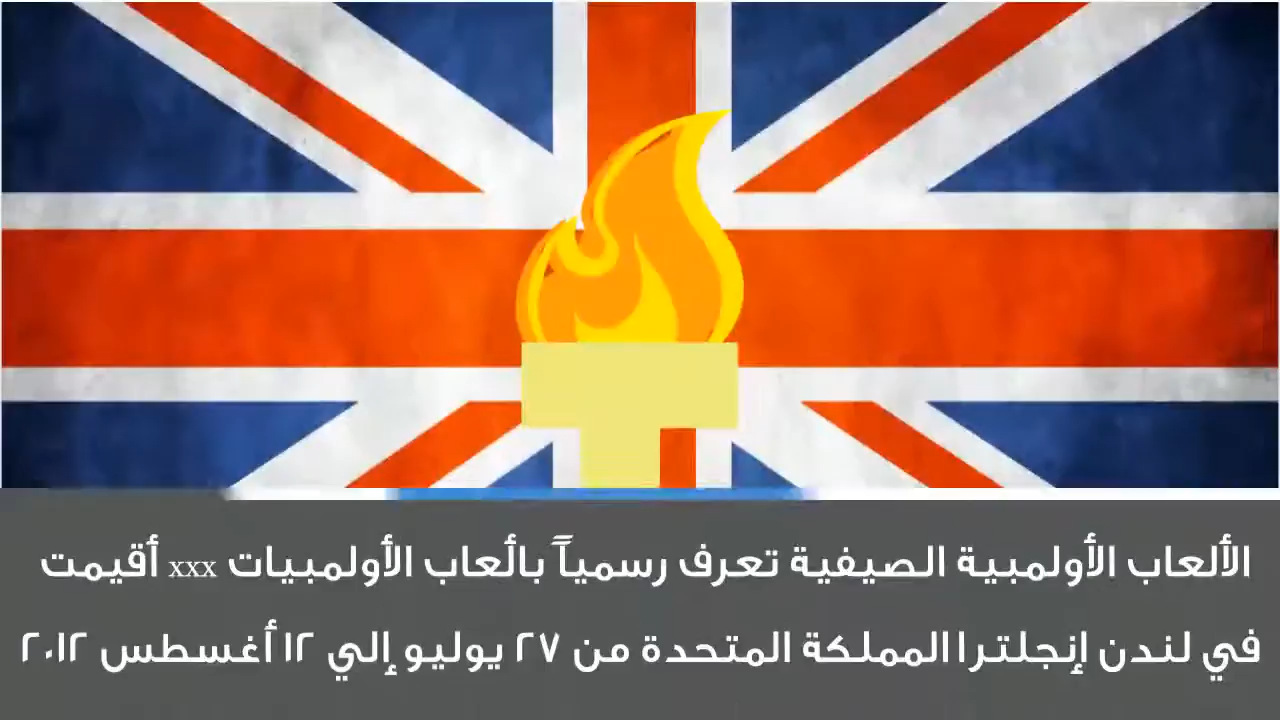 الألعاب الأولمبية الصيفية تعرف رسمياً بألعاب الأولمبيات xxx أقيمت
في لندن إنجلترا المملكة المتحدة من ٢٧ يوليو إلي ١٢ أغسطس ٢٠١٢